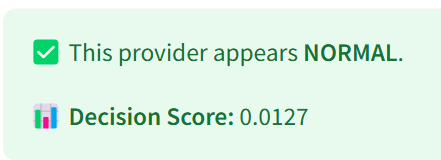 This provider appears NORMAL.
Decision Score: 0.0127